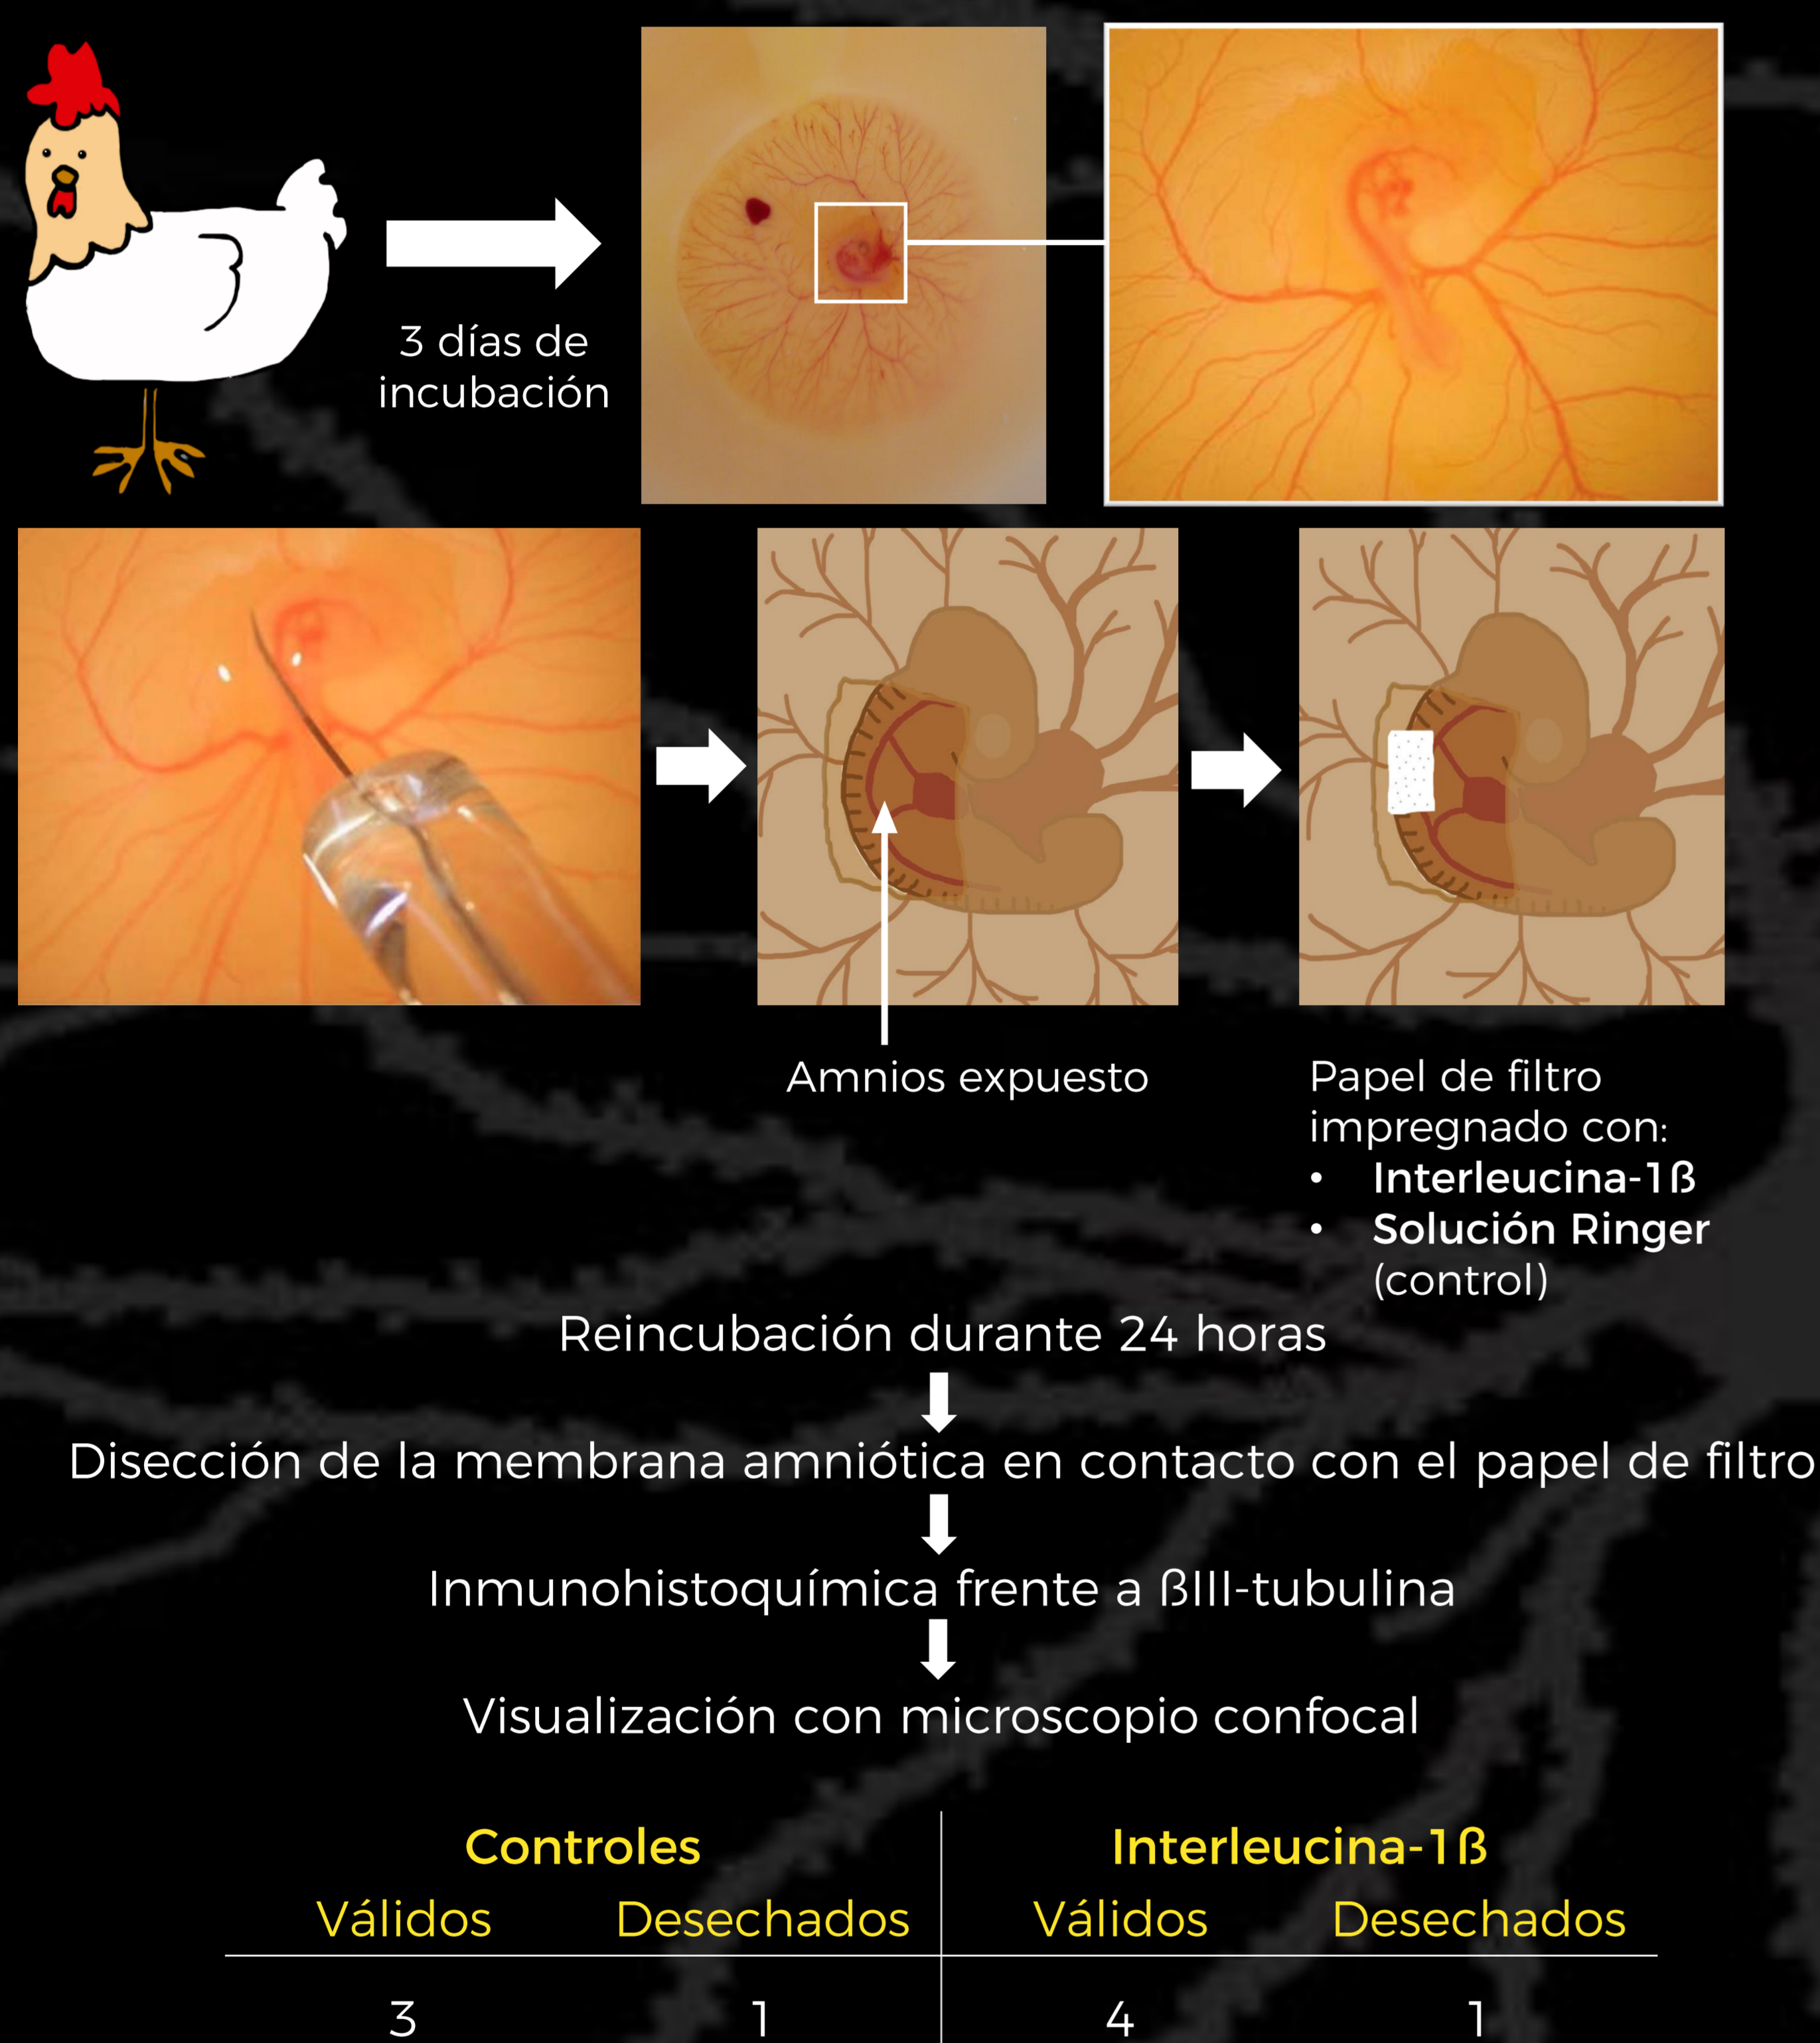 3 días de
incubación
Amnios expuesto
Papel de filtro
impregnado con:
• Interleucina-1ß
• Solución Ringer
(control)
Reincubación durante 24 horas
Disección de la membrana amniótica en contacto con el papel de filtro
Inmunohistoquímica frente a ßIII-tubulina
Visualización con microscopio confocal
Controles Interleucina-1ß
Válidos Desechados Válidos Desechados
3 1 4 1